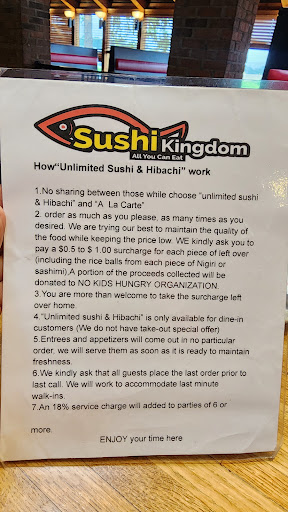 Sushi Kingdom
All You Can Eat
How"Unlimited Sushi & Hibachi" work
1.No sharing between those while choose "unlimited sushi
& Hibachi" and "A  La Carte"
2. order as much as you please, as many times as you
desired. We are trying our best to maintain the quality of
the food while keeping the price low. WE kindly ask you to
pay a $0.5 to $ 1.00 surcharge for each piece of left over
(including the rice balls from each piece of Nigiri or
sashimi).A portion of the proceeds collected will be
donated to NO KIDS HUNGRY ORGANIZATION.
3.You are more than welcome to take the surcharge left
over home.
4."Unlimited sushi & Hibachi" is only available for dine-in
customers (We do not have take-out special offer)
5.Entrees and appetizers will come out in no particular
order, we will serve them as soon as it is ready to maintain
freshness.
6.We kindly ask that all guests place the last order prior to
last call. We will work to accommodate last minute
walk-ins.
7.An 18% service charge will added to parties of 6 or
more.
ENJOY your time here